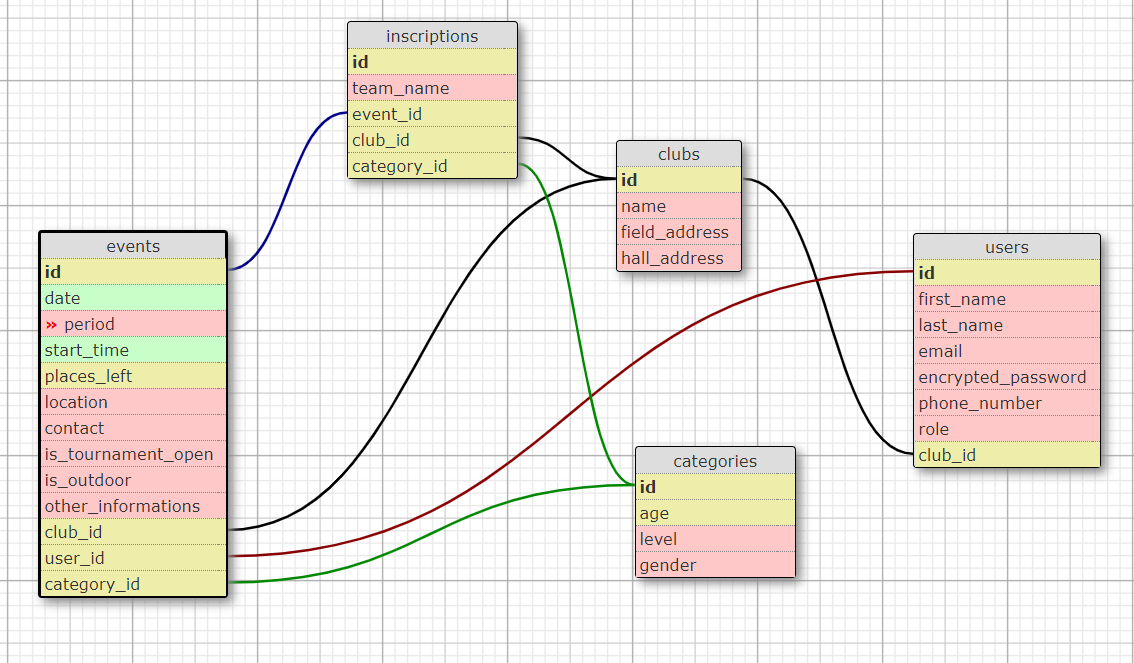 inscriptions
id
team_name
event_id
club_id
category_id
clubs
id
name
field_address
hall_address
events
id
date
» period
start_time
places_left
location
contact
is_tournament_open
is_outdoor
other_informations
club_id
user_id
category_id
users
id
first_name
last_name
email
encrypted_password
phone_number
role
club_id
categories
id
age
level
gender